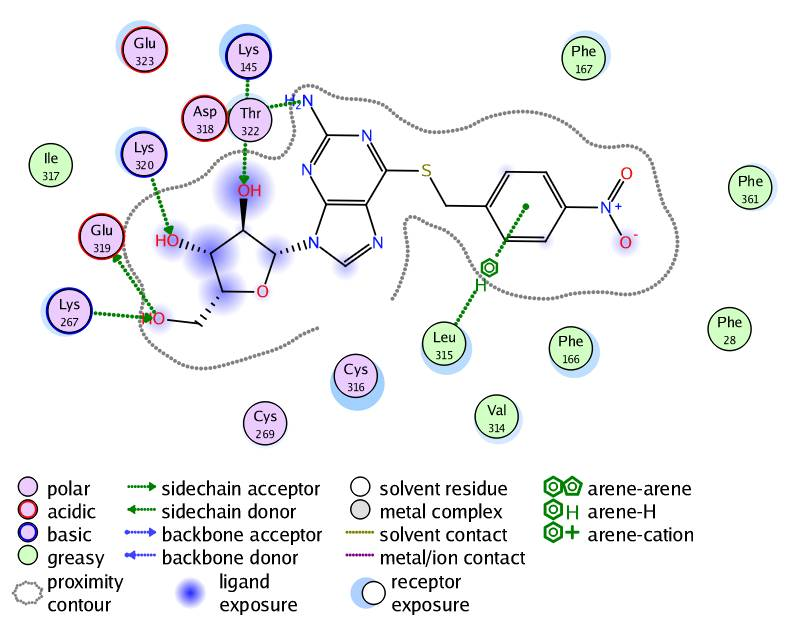 Glu
323
Lys
145
Phe
167
Asp
318
Thr
322
H₂N
N
Lys
320
Ile
317
N
N
S
O
Phe
361
OH
N⁺
O⁻
Glu
319
HO
N
N
H
O
Lys
267
HO
Leu
315
Phe
166
Phe
28
Cys
316
Val
314
Cys
269
polar
sidechain acceptor
solvent residue
arene-arene
acidic
sidechain donor
metal complex
H arene-H
basic
backbone acceptor
solvent contact
+ arene-cation
greasy
backbone donor
metal/ion contact
proximity
contour
ligand
exposure
receptor
exposure